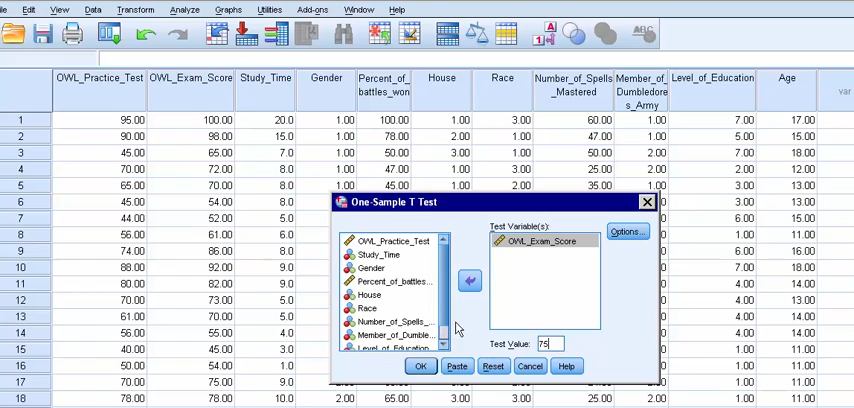 File Edit View Data Transform Analyze Graphs Utilities Add-ons Window Help
OWL_Practice_Test OWL_Exam_Score Study_Time Gender Percent_of_battles_won House Race Number_of_Spells_Mastered Member_of_Dumbledores_Army Level_of_Education Age var
1 95.00 100.00 20.0 1.00 100.00 1.00 3.00 60.00 1.00 7.00 17.00
2 90.00 98.00 15.0 1.00 78.00 2.00 1.00 47.00 1.00 5.00 15.00
3 45.00 65.00 7.0 1.00 50.00 3.00 1.00 50.00 2.00 7.00 18.00
4 70.00 72.00 8.0 1.00 47.00 1.00 1.00 25.00 2.00 2.00 12.00
5 65.00 70.00 8.0 1.00 45.00 1.00 2.00 35.00 1.00 3.00 13.00
6 45.00 54.00 8.0 3.00 13.00
7 44.00 52.00 5.0 6.00 15.00
8 56.00 61.00 6.0 1.00 11.00
9 74.00 86.00 8.0 6.00 16.00
10 88.00 92.00 9.0 7.00 18.00
11 80.00 82.00 9.0 4.00 14.00
12 70.00 73.00 5.0 4.00 13.00
13 61.00 70.00 8.0 4.00 14.00
14 56.00 55.00 4.0 3.00 13.00
15 40.00 45.00 3.0 1.00 11.00
16 50.00 54.00 1.0 1.00 11.00
17 70.00 75.00 9.0 1.00 11.00
18 78.00 78.00 10.0 2.00 65.00 3.00 3.00 25.00 2.00 1.00 11.00
One-Sample T Test
Test Variable(s):
OWL_Practice_Test
Study_Time
Gender
Percent_of_battles...
House
Race
Number_of_Spells_...
Member_of_Dumble...
Level_of_Education
OWL_Exam_Score
Options...
Test Value: 75
OK Paste Reset Cancel Help